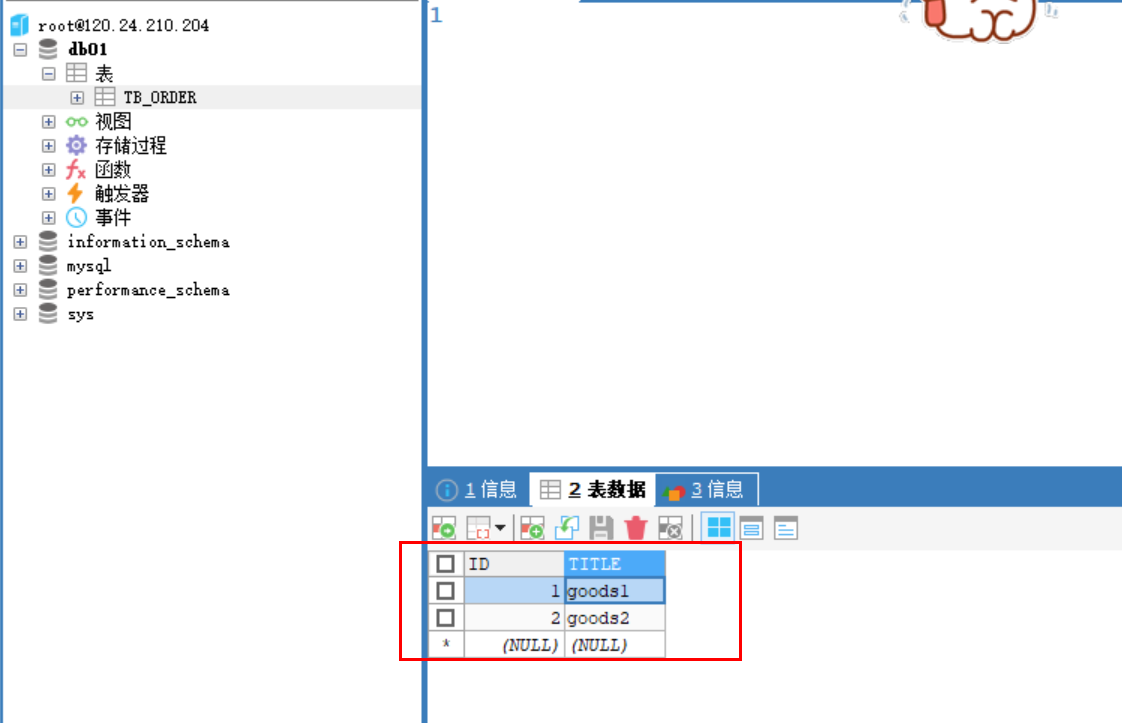 root@120.24.210.204
db01
表
TB_ORDER
视图
存储过程
函数
触发器
事件
information_schema
mysql
performance_schema
sys
1
1 信息 2 表数据 3 信息
ID TITLE
1 goods1
2 goods2
* (NULL) (NULL)